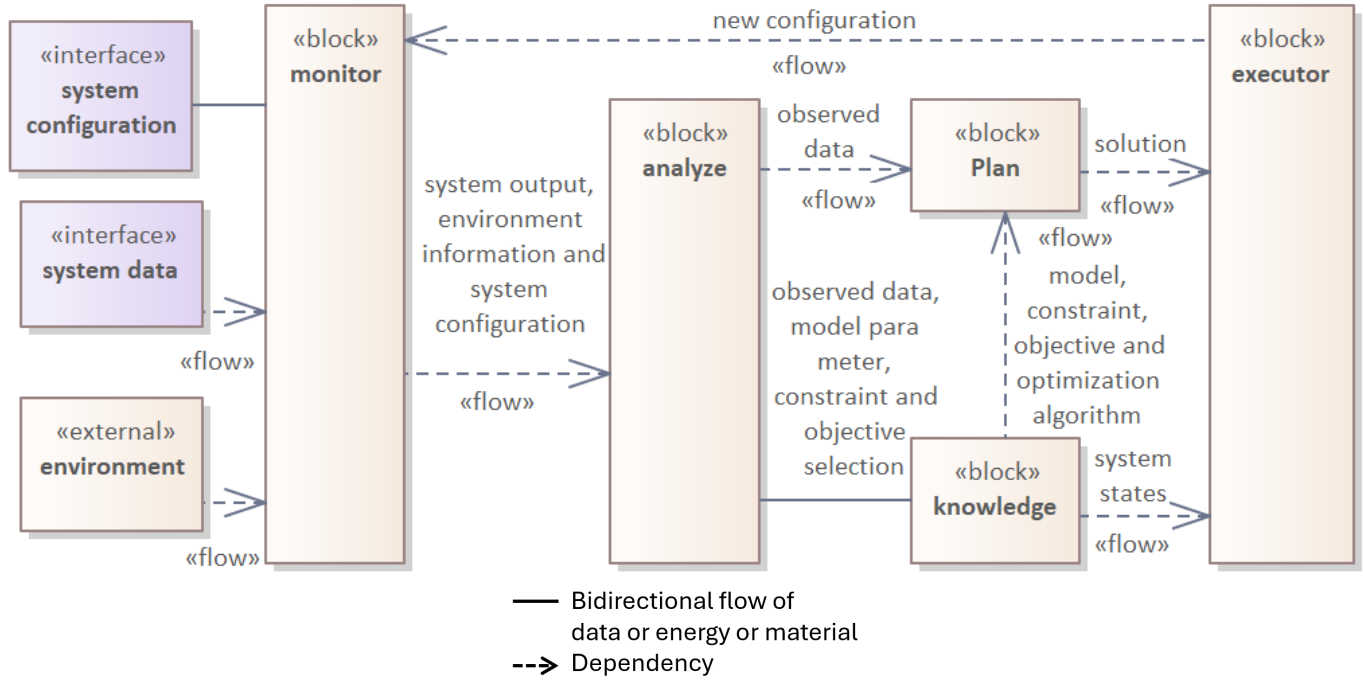 «interface»
system
configuration
«interface»
system data
«flow»
«external»
environment
«flow»
«block»
monitor
new configuration
«flow»
system output,
environment
information and
system
configuration
«flow»
«block»
analyze
observed
data
«flow»
observed data,
model para
meter,
constraint and
objective
selection
«block»
Plan
solution
«flow»
«flow»
model,
constraint,
objective and
optimization
algorithm
«block»
knowledge
system
states
«flow»
«block»
executor
Bidirectional flow of
data or energy or material
Dependency